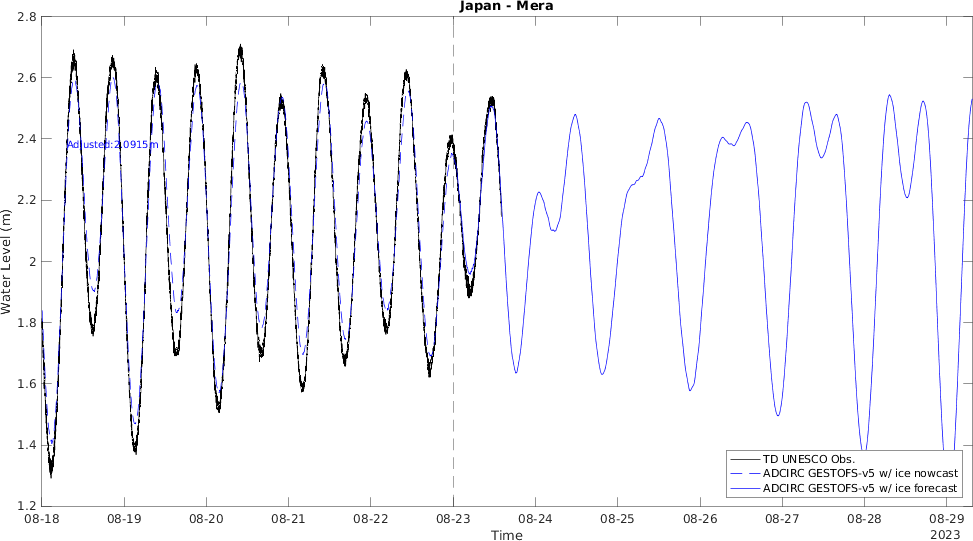 Japan - Mera
2.8
2.6
2.4
2.2
2
1.8
1.6
1.4
1.2
Water Level (m)
Adjusted:2.0915m
TD UNESCO Obs.
ADCIRC GESTOFS-v5 w/ ice nowcast
ADCIRC GESTOFS-v5 w/ ice forecast
08-18 08-19 08-20 08-21 08-22 08-23 08-24 08-25 08-26 08-27 08-28 08-29
Time
2023